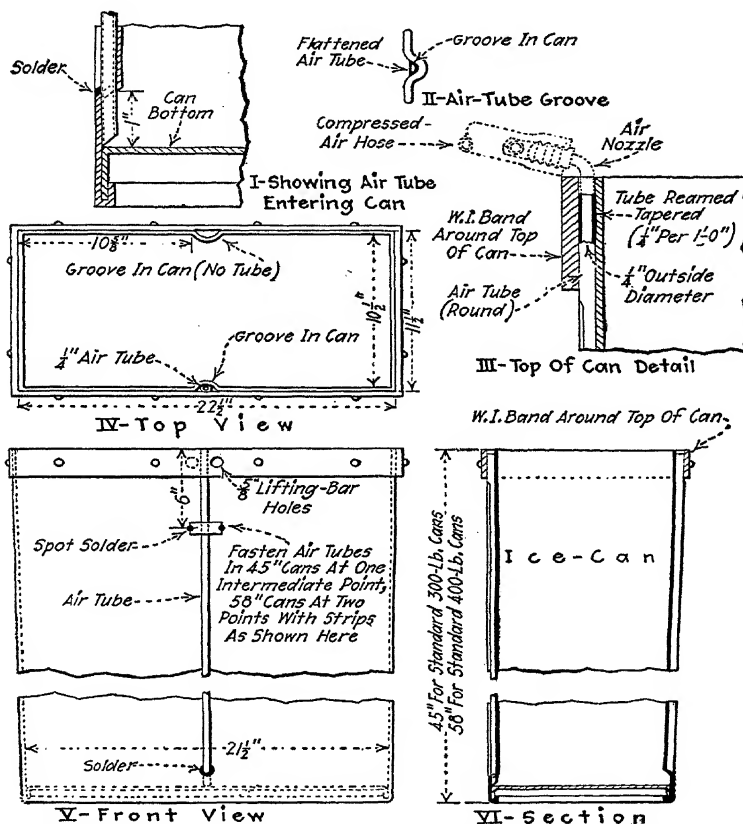 Solder
1"
Can
Bottom
I-Showing Air Tube
Entering Can
Flattened
Air Tube
Groove In Can
II-Air-Tube Groove
Compressed-
Air Hose
Air
Nozzle
W.I. Band
Around Top
Of Can
Tube Reamed
Tapered
(1/4" Per 1'-0")
1/4" Outside
Diameter
Air Tube
(Round)
III-Top Of Can Detail
10 5/8"
Groove In Can (No Tube)
10 1/2"
11 1/2"
Groove In Can
1/4" Air Tube
22 1/2"
IV-Top View
6"
5/8" Lifting-Bar
Holes
Spot Solder
Air Tube
Fasten Air Tubes
In 45" Cans At One
Intermediate Point,
58" Cans At Two
Points With Strips
As Shown Here
21 1/2"
Solder
V-Front View
W.I. Band Around Top Of Can
Ice-Can
45" For Standard 300-Lb. Cans
58" For Standard 400-Lb. Cans
VI-Section